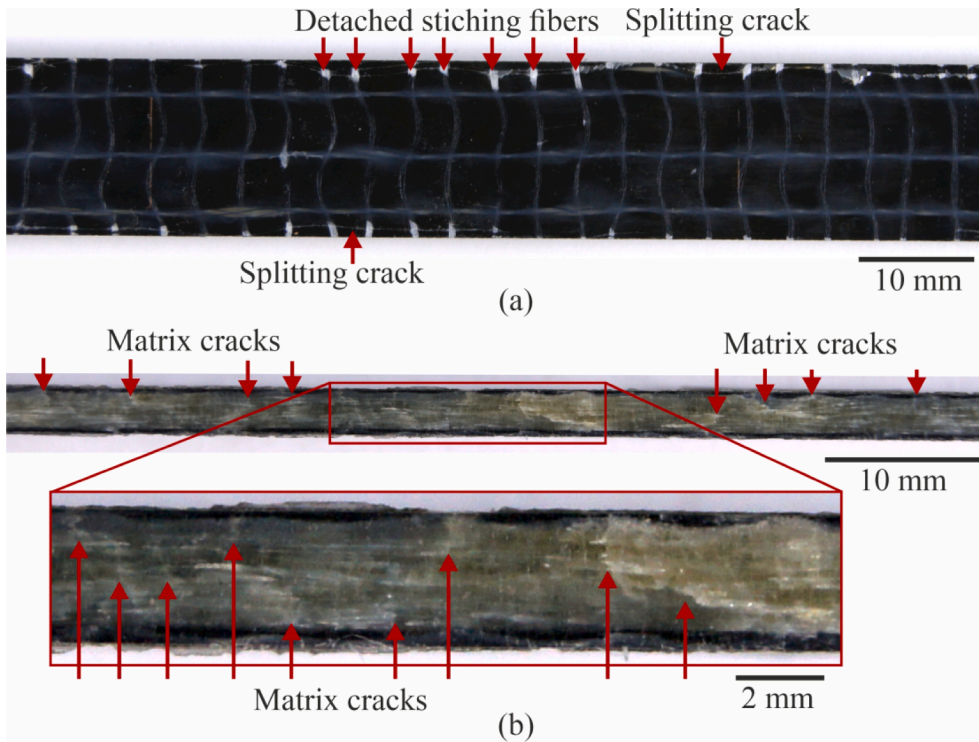 Detached stiching fibers
Splitting crack
Splitting crack
10 mm
(a)
Matrix cracks
Matrix cracks
10 mm
Matrix cracks
2 mm
(b)